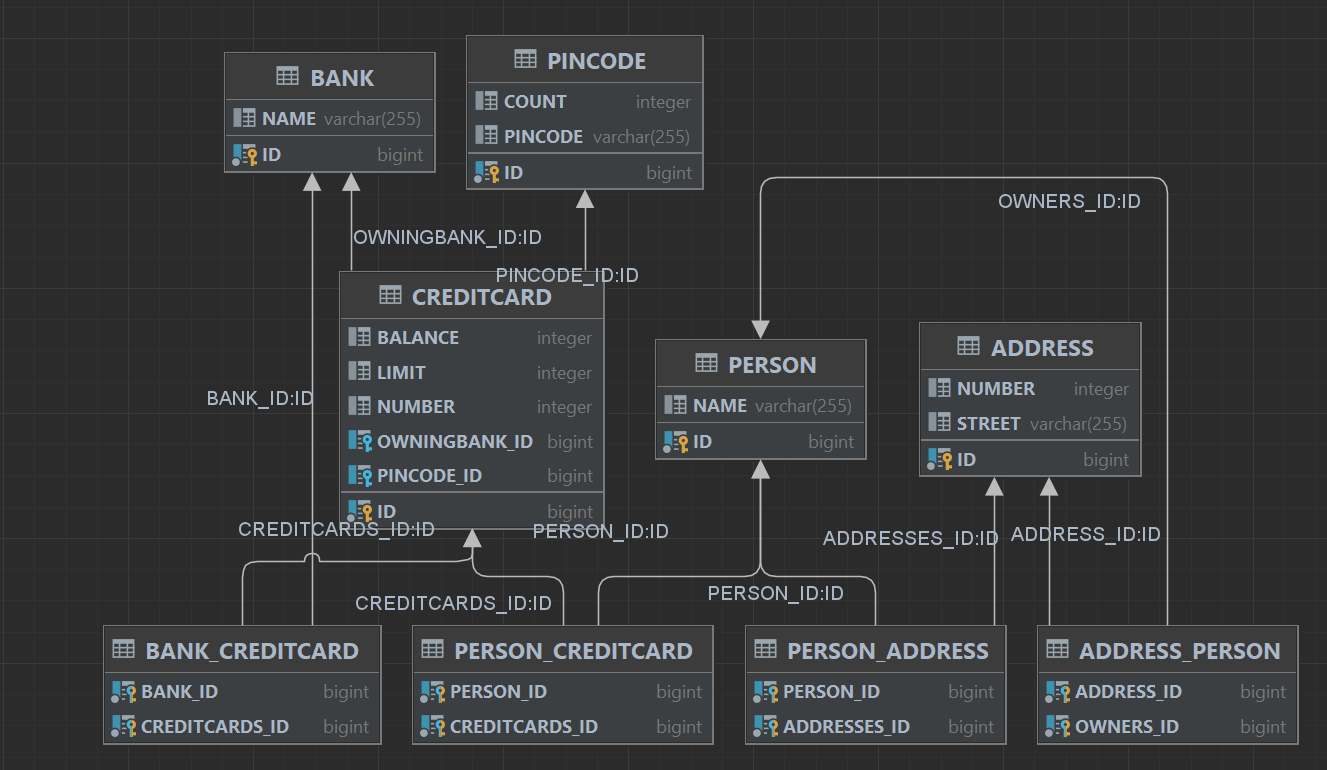 BANK
NAME varchar(255)
ID bigint
PINCODE
COUNT integer
PINCODE varchar(255)
ID bigint
OWNERS_ID:ID
OWNINGBANK_ID:ID
PINCODE_ID:ID
CREDITCARD
BALANCE integer
LIMIT integer
NUMBER integer
OWNINGBANK_ID bigint
PINCODE_ID bigint
ID bigint
PERSON
NAME varchar(255)
ID bigint
ADDRESS
NUMBER integer
STREET varchar(255)
ID bigint
BANK_ID:ID
CREDITCARDS_ID:ID
PERSON_ID:ID
ADDRESSES_ID:ID
ADDRESS_ID:ID
CREDITCARDS_ID:ID
PERSON_ID:ID
BANK_CREDITCARD
BANK_ID bigint
CREDITCARDS_ID bigint
PERSON_CREDITCARD
PERSON_ID bigint
CREDITCARDS_ID bigint
PERSON_ADDRESS
PERSON_ID bigint
ADDRESSES_ID bigint
ADDRESS_PERSON
ADDRESS_ID bigint
OWNERS_ID bigint